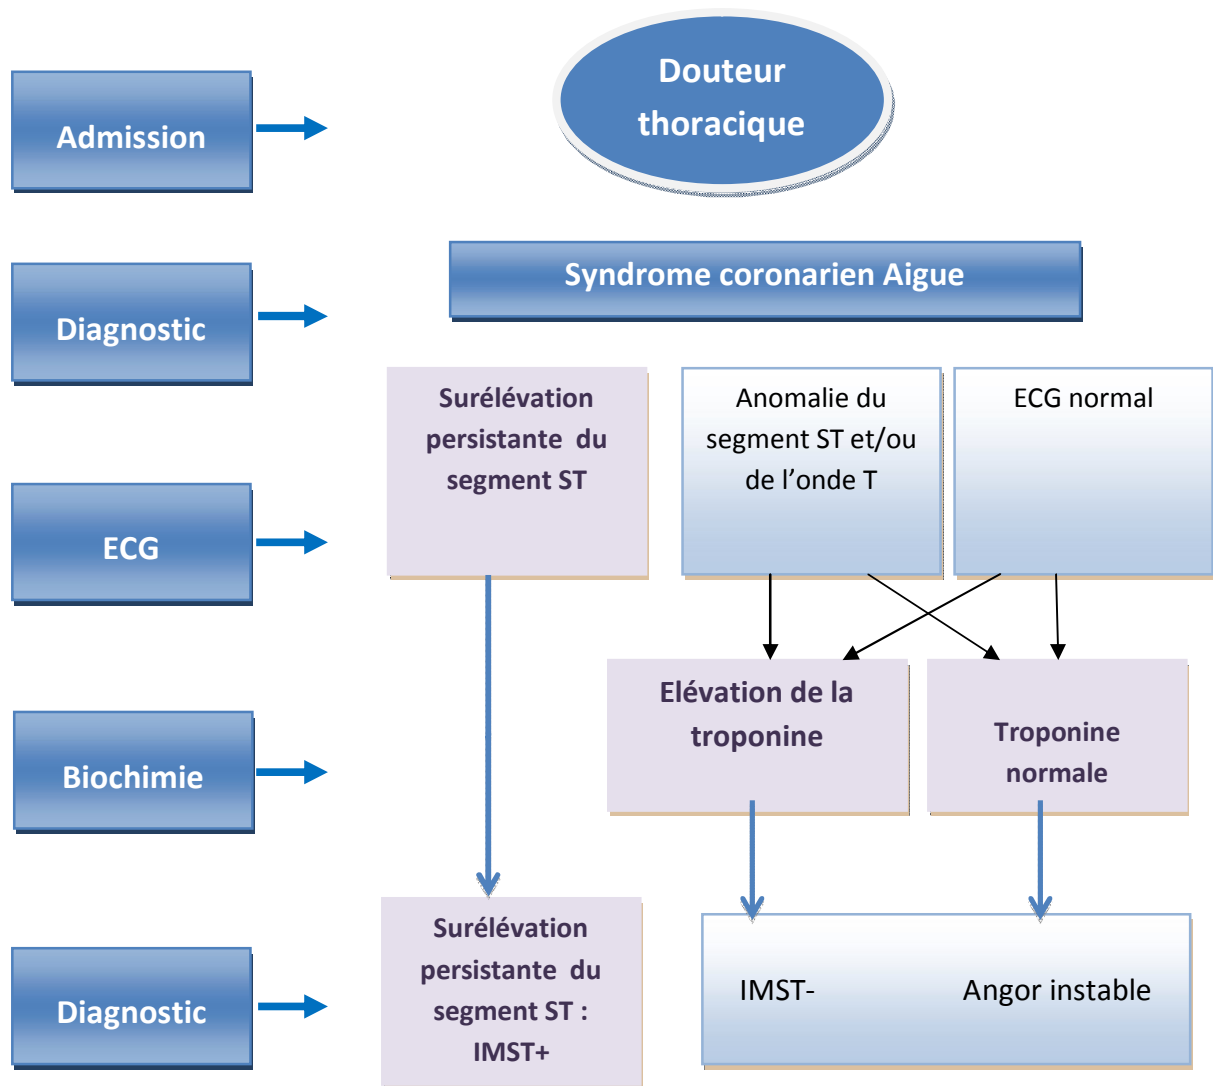 Admission
Douteur
thoracique
Diagnostic
Syndrome coronarien Aigue
ECG
Surélévation
persistante du
segment ST
Anomalie du
segment ST et/ou
de l'onde T
ECG normal
Biochimie
Elévation de la
troponine
Troponine
normale
Diagnostic
Surélévation
persistante du
segment ST :
IMST+
IMST-
Angor instable